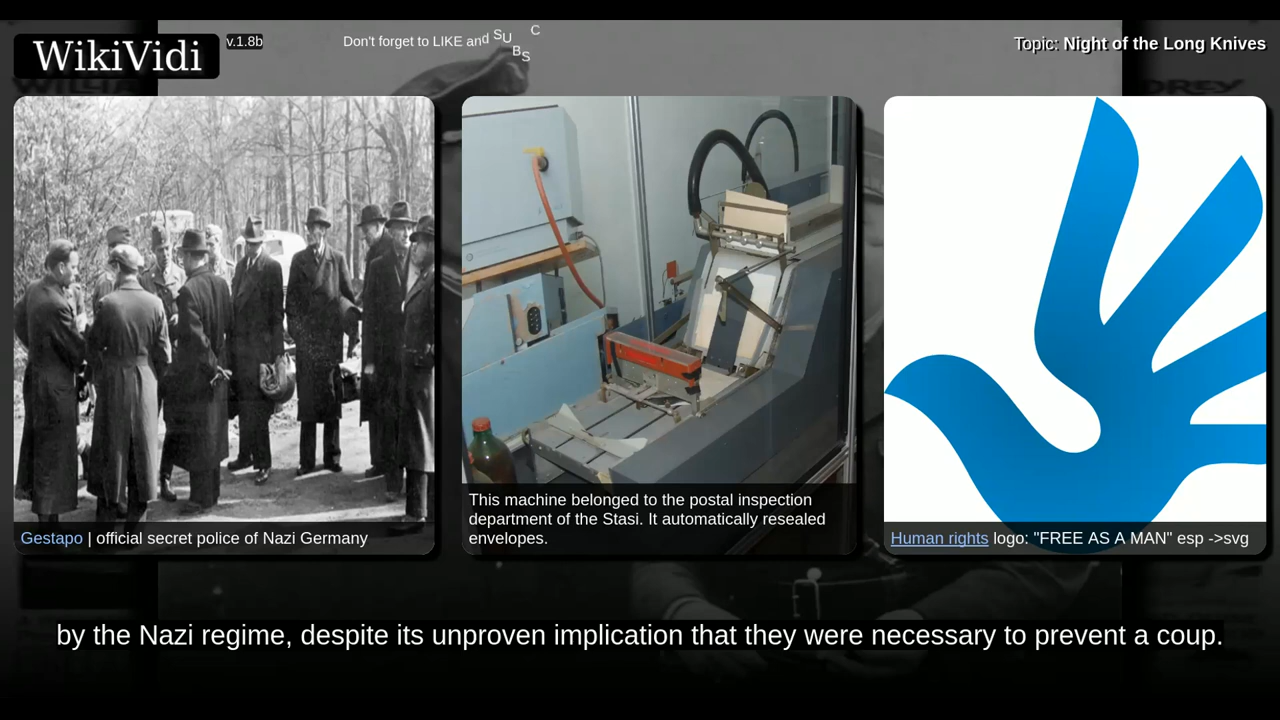 WikiVidi
v.1.8b
Don't forget to LIKE and SUBSC
Topic: Night of the Long Knives
Gestapo | official secret police of Nazi Germany
This machine belonged to the postal inspection
department of the Stasi. It automatically resealed
envelopes.
Human rights logo: "FREE AS A MAN" esp ->svg
by the Nazi regime, despite its unproven implication that they were necessary to prevent a coup.